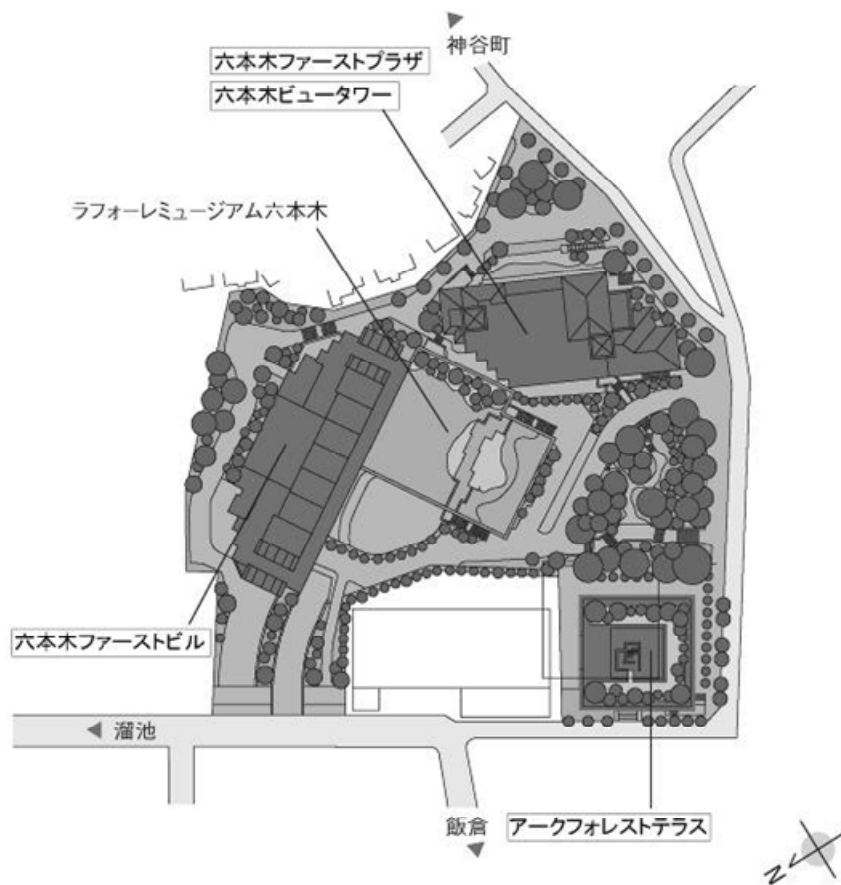 神谷町
六本木ファーストプラザ
六本木ビュータワー
ラフォーレミュージアム六本木
六本木ファーストビル
溜池
飯倉
アークフォレストテラス
N